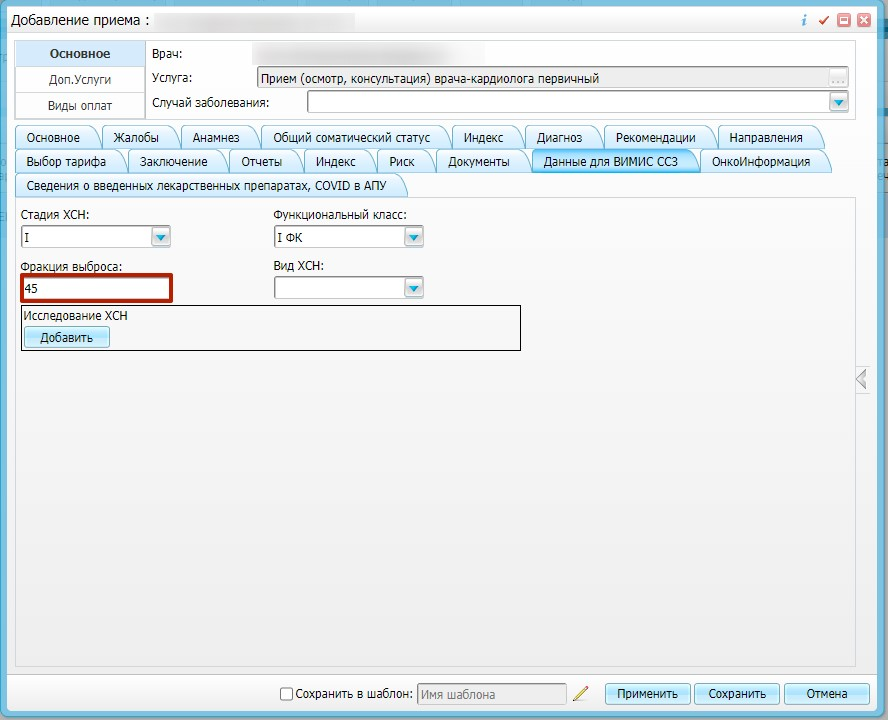 Добавление приема :
Основное
Доп.Услуги
Виды оплат
Врач:
Услуга: Прием (осмотр, консультация) врача-кардиолога первичный ...
Случай заболевания:
Основное Жалобы Анамнез Общий соматический статус Индекс Диагноз Рекомендации Направления
Выбор тарифа Заключение Отчеты Индекс Риск Документы Данные для ВИМИС ССЗ ОнкоИнформация
Сведения о введенных лекарственных препаратах, COVID в АПУ
Стадия ХСН: Функциональный класс:
I I ФК
Фракция выброса: Вид ХСН:
45
Исследование ХСН
Добавить
Сохранить в шаблон: Имя шаблона Применить Сохранить Отмена